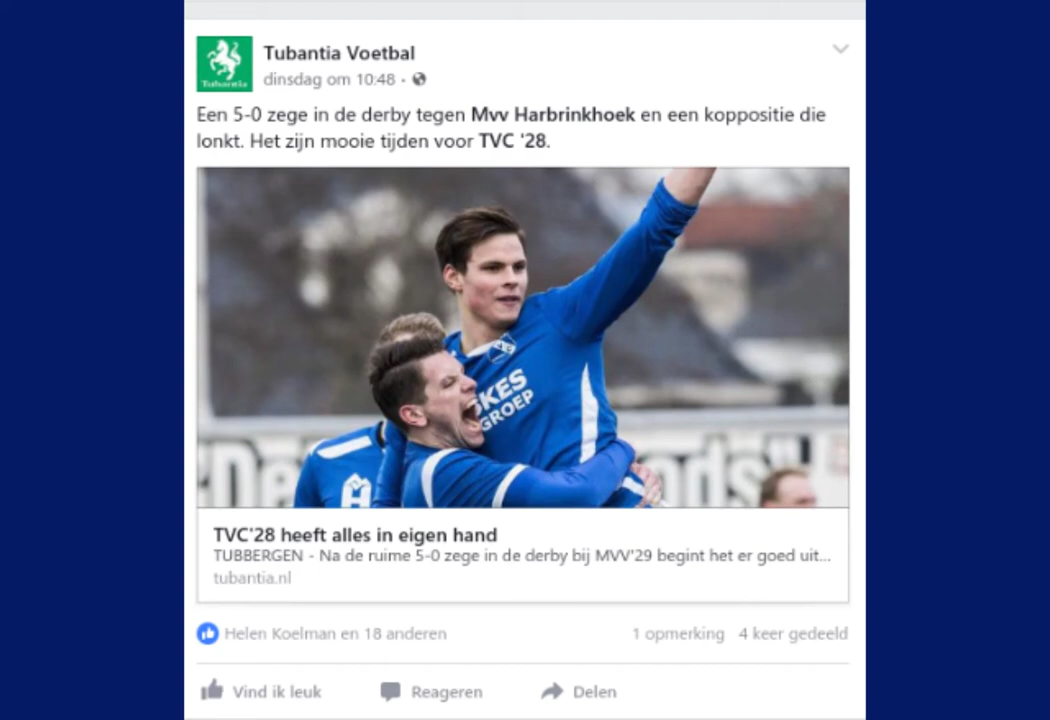 Tubantia
Tubantia Voetbal
dinsdag om 10:48 ·
Een 5-0 zege in de derby tegen Mvv Harbrinkhoek en een koppositie die
lonkt. Het zijn mooie tijden voor TVC '28.
SKES
GROEP
TVC'28 heeft alles in eigen hand
TUBBERGEN - Na de ruime 5-0 zege in de derby bij MVV'29 begint het er goed uit...
tubantia.nl
Helen Koelman en 18 anderen
1 opmerking 4 keer gedeeld
Vind ik leuk Reageren Delen